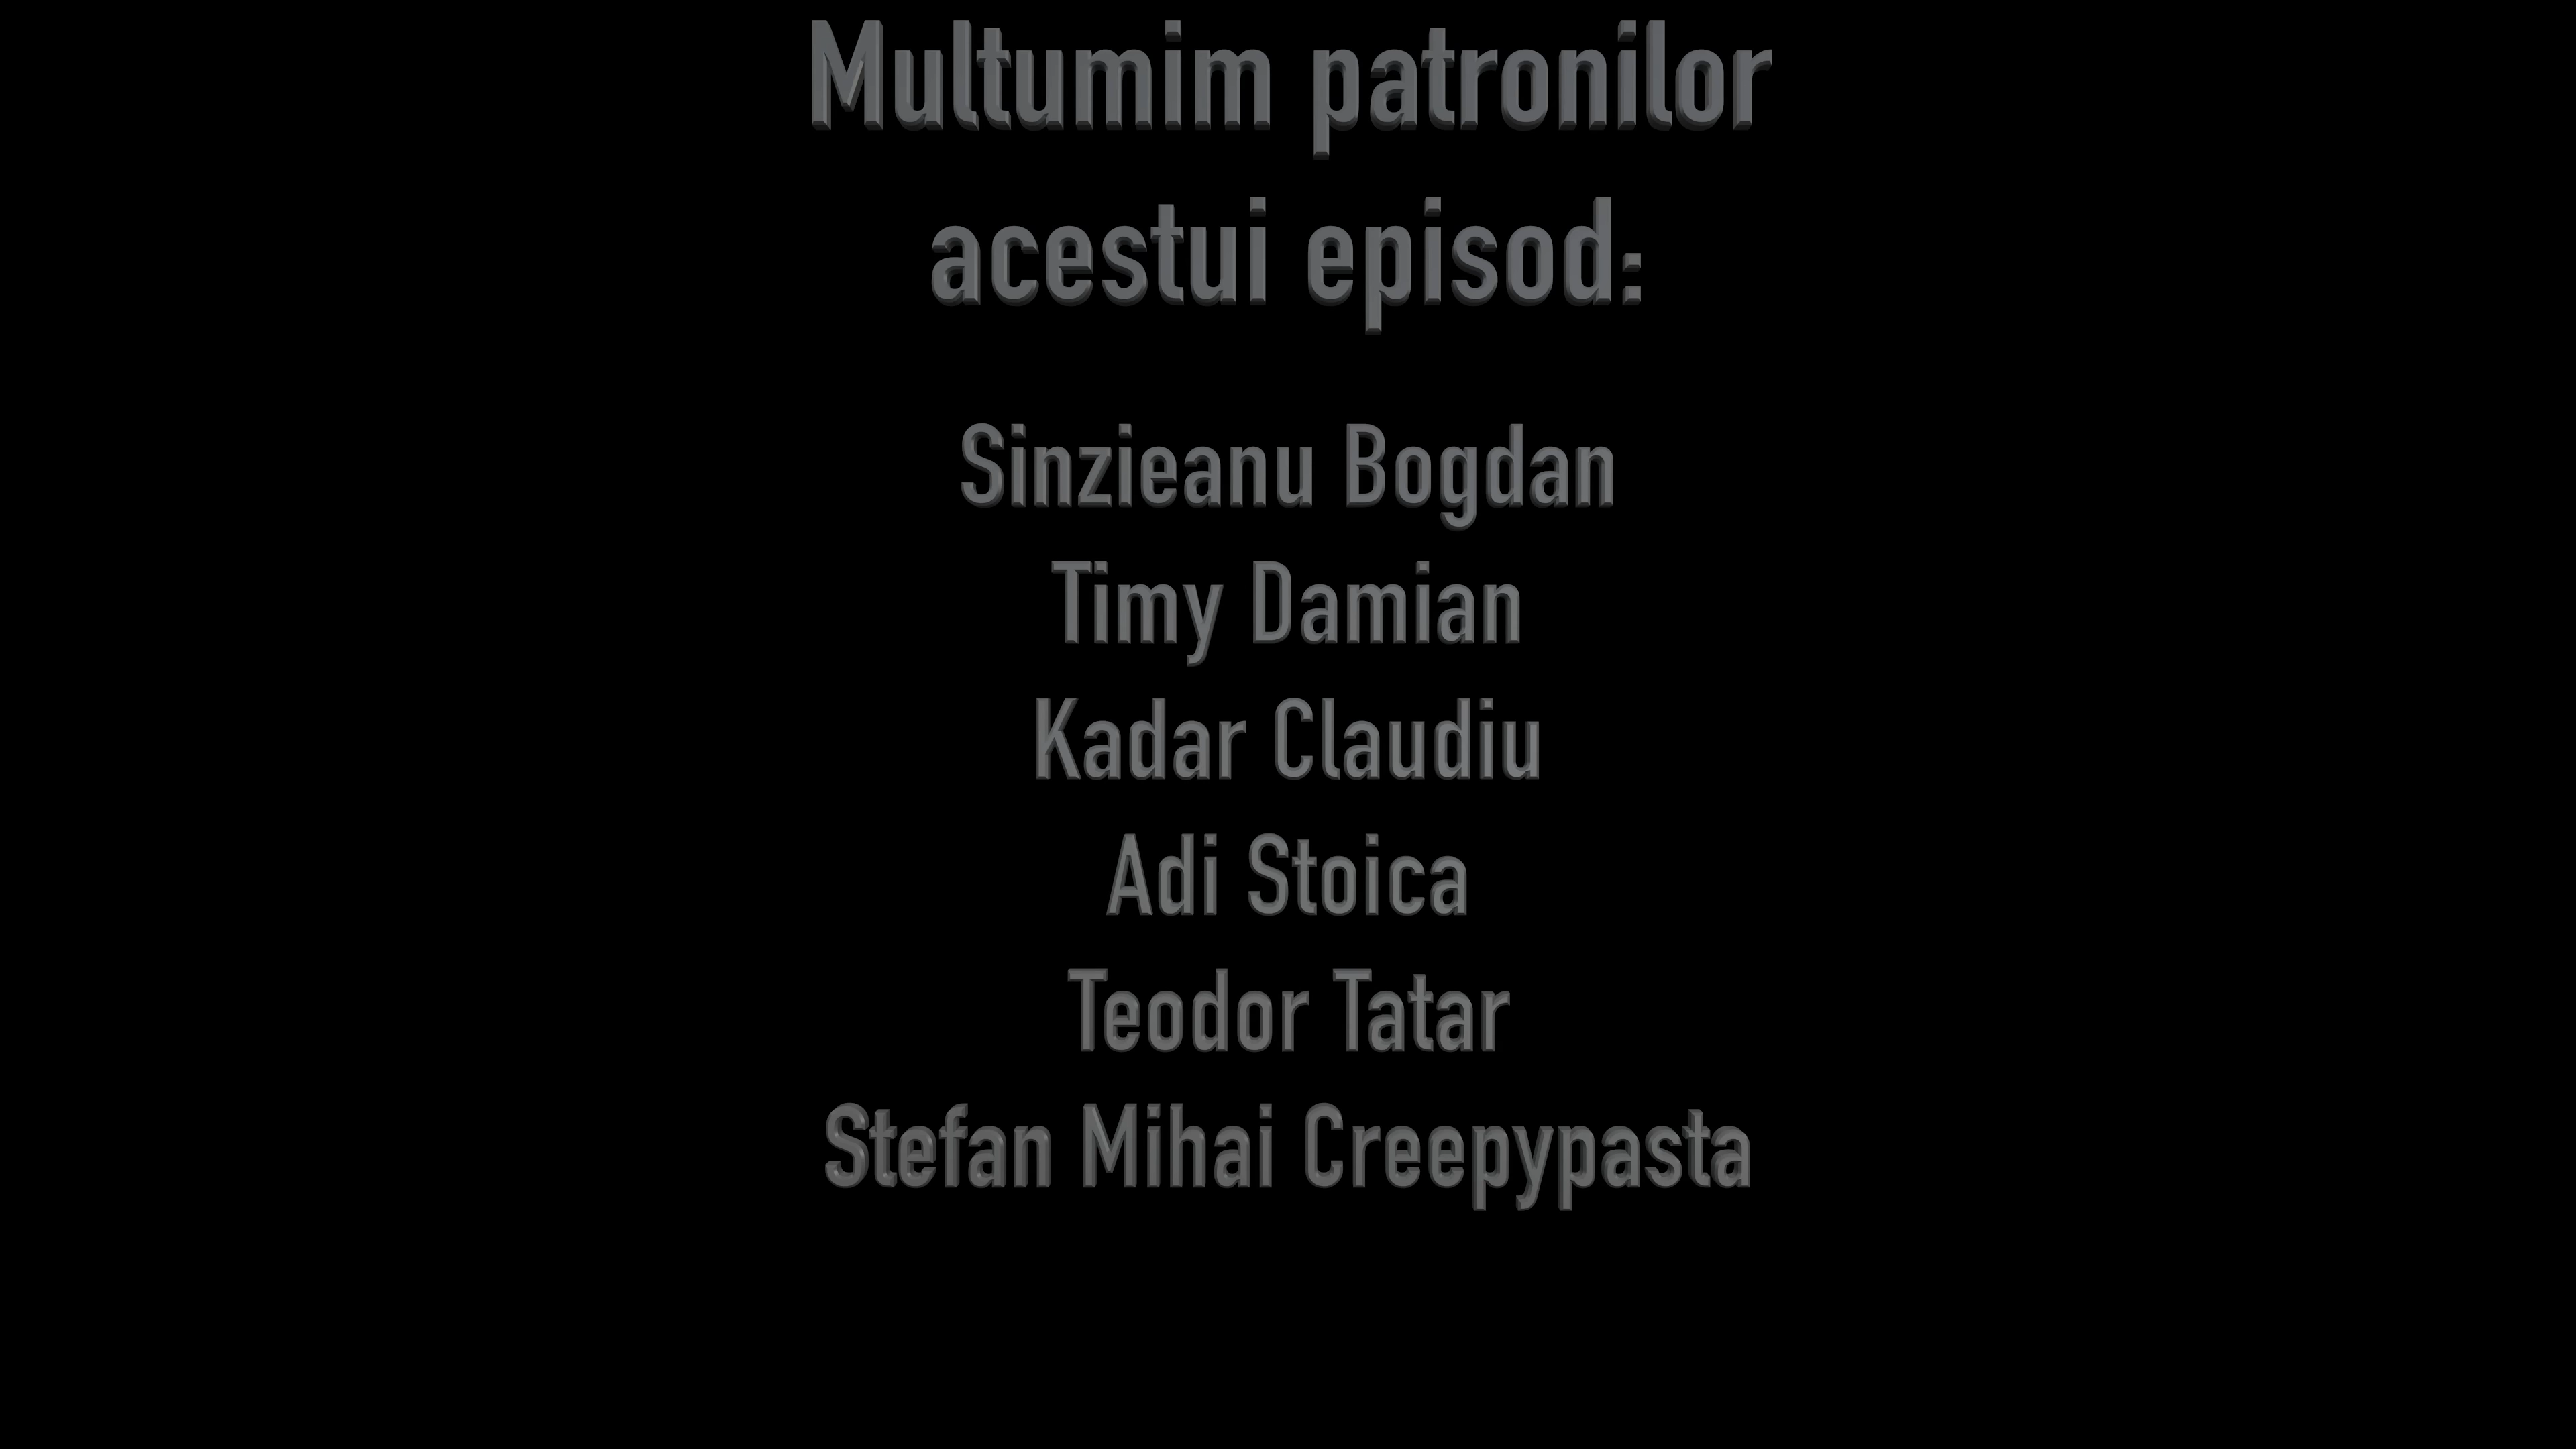 Multumim patronilor
acestui episod:
Sinzieanu Bogdan
Timy Damian
Kadar Claudiu
Adi Stoica
Teodor Tatar
Stefan Mihai Creepypasta